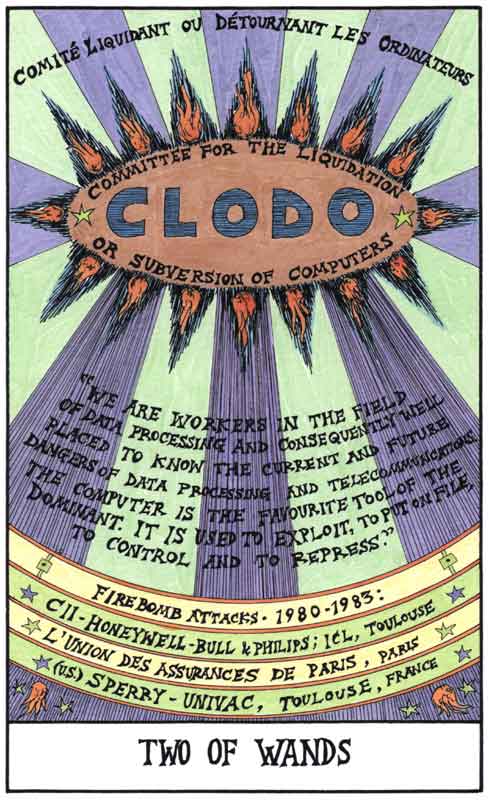 COMITÉ LIQUIDANT OU DÉTOURNANT LES ORDINATEURS
COMMITTEE FOR THE LIQUIDATION
CLODO
OR SUBVERSION OF COMPUTERS
"WE ARE WORKERS IN THE FIELD
OF DATA PROCESSING AND CONSEQUENTLY WELL
PLACED TO KNOW THE CURRENT AND FUTURE
DANGERS OF DATA PROCESSING AND TELECOMMUNICATIONS.
THE COMPUTER IS THE FAVOURITE TOOL OF THE
DOMINANT. IT IS USED TO EXPLOIT, TO PUT ON FILE,
TO CONTROL AND TO REPRESS."
FIREBOMB ATTACKS - 1980-1983:
CII-HONEYWELL-BULL & PHILIPS; ICL, TOULOUSE
L'UNION DES ASSURANCES DE PARIS, PARIS
(US) SPERRY-UNIVAC, TOULOUSE, FRANCE
TWO OF WANDS